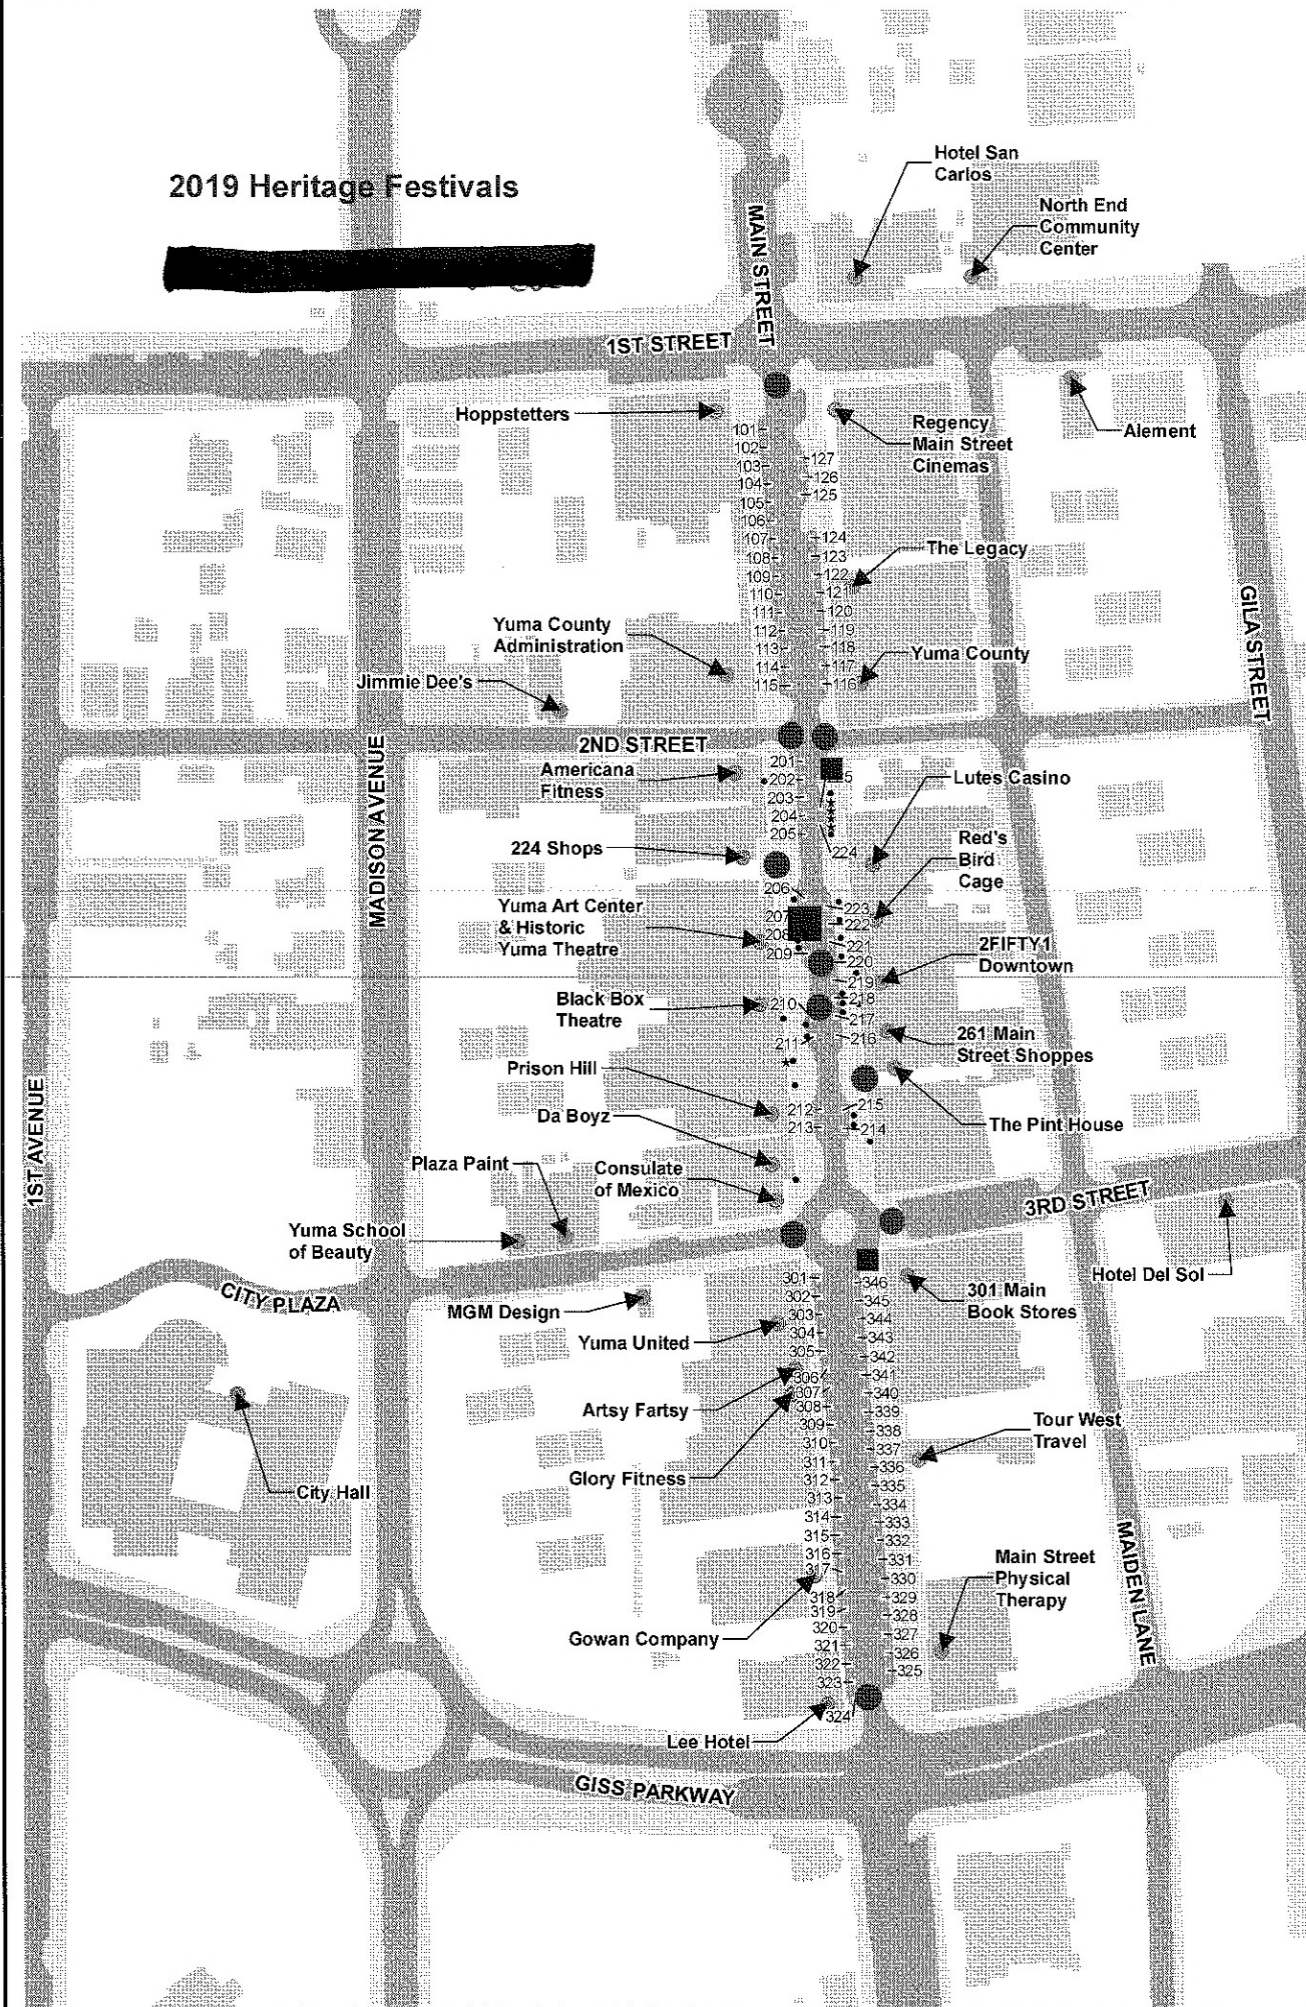 2019 Heritage Festivals
Hotel San
Carlos
North End
Community
Center
MAIN STREET
1ST STREET
Hoppstetters
Regency
Main Street
Cinemas
Alement
101
102
103
104
105
106
107
108
109
110
111
112
113
114
115
127
126
125
124
123
122
121
120
119
118
117
116
The Legacy
Yuma County
Administration
Yuma County
Jimmie Dee's
GILA STREET
2ND STREET
MADISON AVENUE
Americana
Fitness
201
202
203
204
205
5
Lutes Casino
224 Shops
224
Red's
Bird
Cage
206
207
208
209
223
222
221
220
219
218
217
216
Yuma Art Center
& Historic
Yuma Theatre
2FIFTY1
Downtown
Black Box
Theatre
210
211
261 Main
Street Shoppes
Prison Hill
212
213
215
214
Da Boyz
The Pint House
1ST AVENUE
Plaza Paint
Consulate
of Mexico
3RD STREET
Yuma School
of Beauty
CITY PLAZA
MGM Design
Hotel Del Sol
301 Main
Book Stores
Yuma United
301
302
303
304
305
306
307
308
309
310
311
312
313
314
315
316
317
318
319
320
321
322
323
324
346
345
344
343
342
341
340
339
338
337
336
335
334
333
332
331
330
329
328
327
326
325
Artsy Fartsy
Tour West
Travel
Glory Fitness
City Hall
MAIDEN LANE
Main Street
Physical
Therapy
Gowan Company
Lee Hotel
GISS PARKWAY